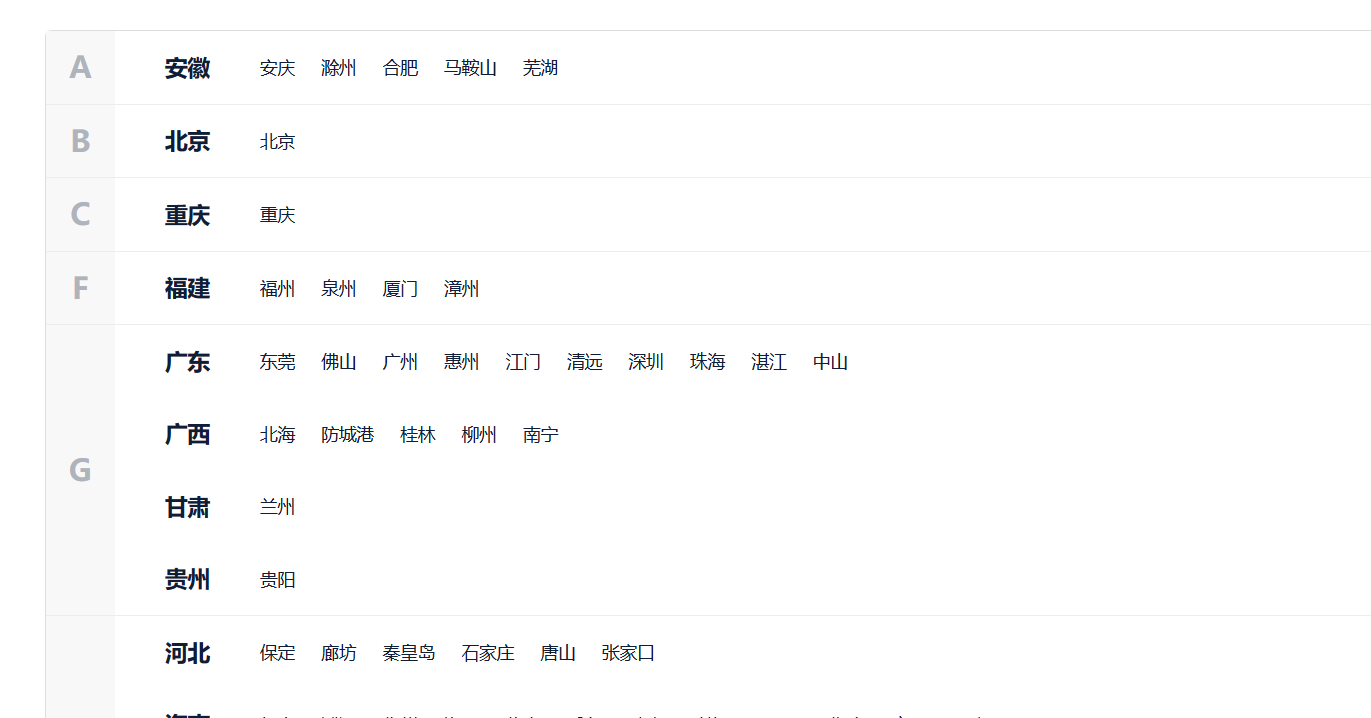 A 安徽 安庆 滁州 合肥 马鞍山 芜湖
B 北京 北京
C 重庆 重庆
F 福建 福州 泉州 厦门 漳州
广东 东莞 佛山 广州 惠州 江门 清远 深圳 珠海 湛江 中山
广西 北海 防城港 桂林 柳州 南宁
G
甘肃 兰州
贵州 贵阳
河北 保定 廊坊 秦皇岛 石家庄 唐山 张家口